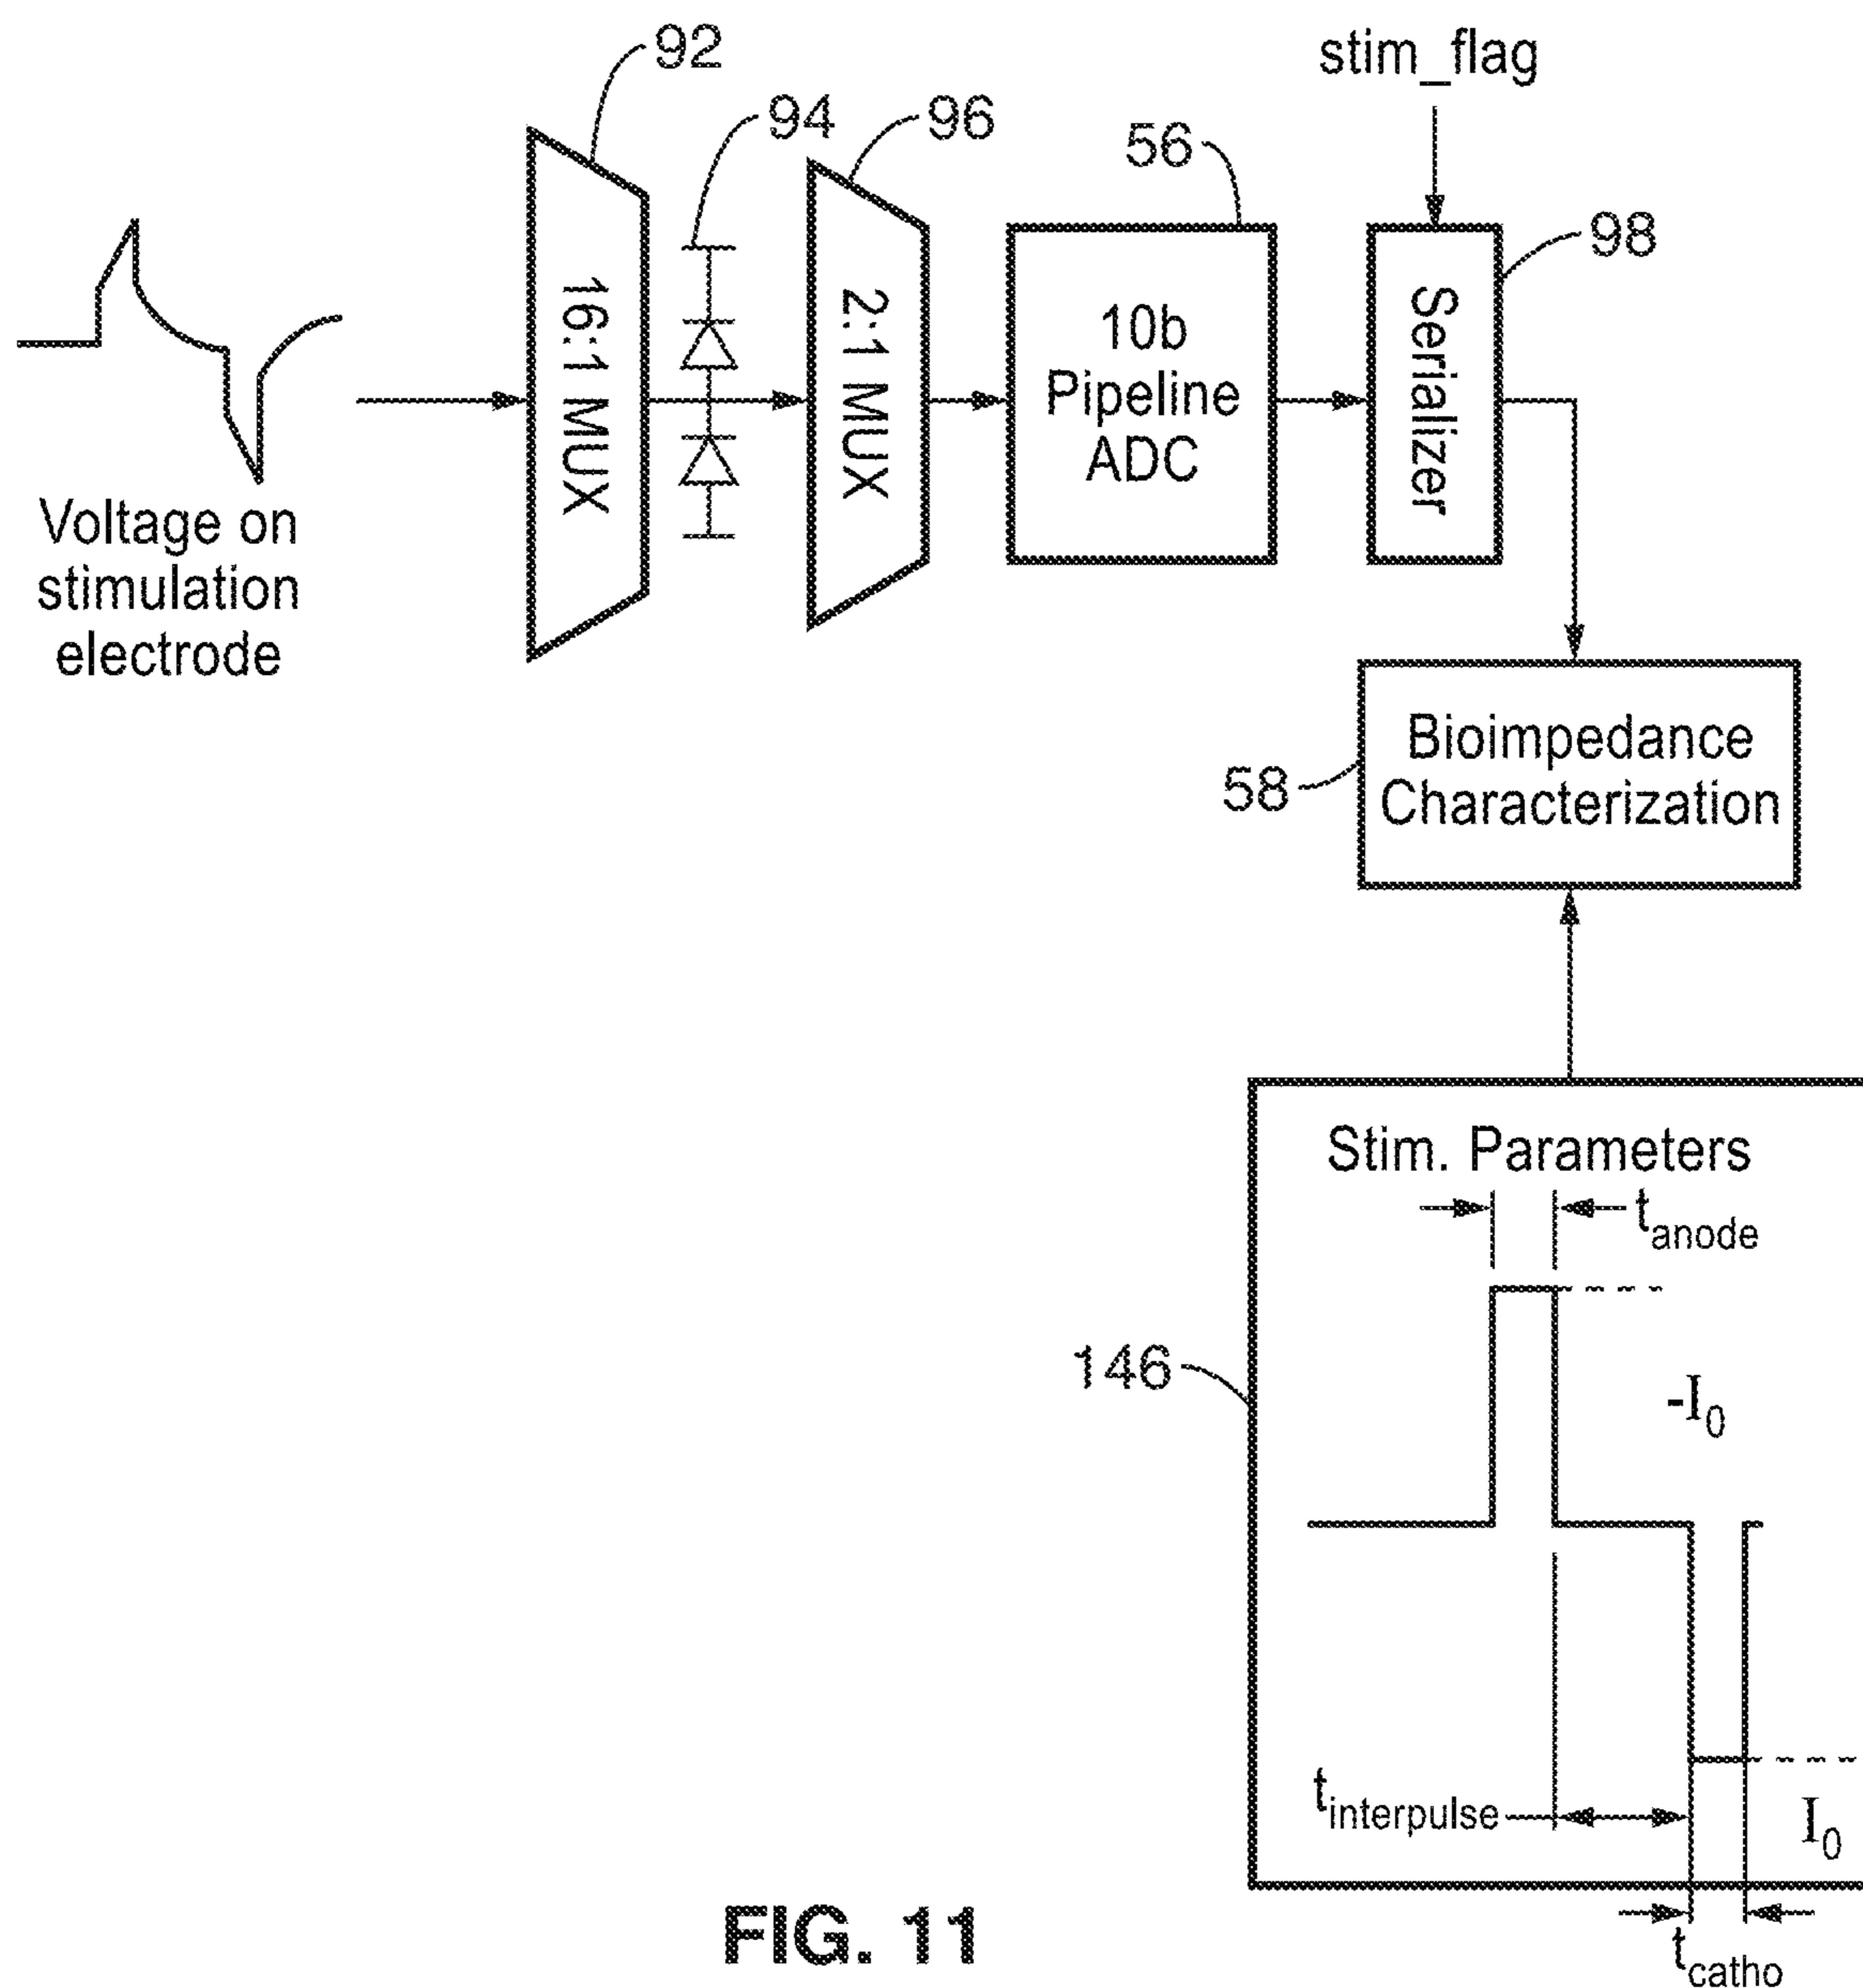 92
94
96
56
stim_flag
98
16:1 MUX
2:1 MUX
10b
Pipeline
ADC
Serializer
Voltage on
stimulation
electrode
58
Bioimpedance
Characterization
Stim. Parameters
tanode
146
-I0
tinterpulse
I0
tcatho
FIG. 11